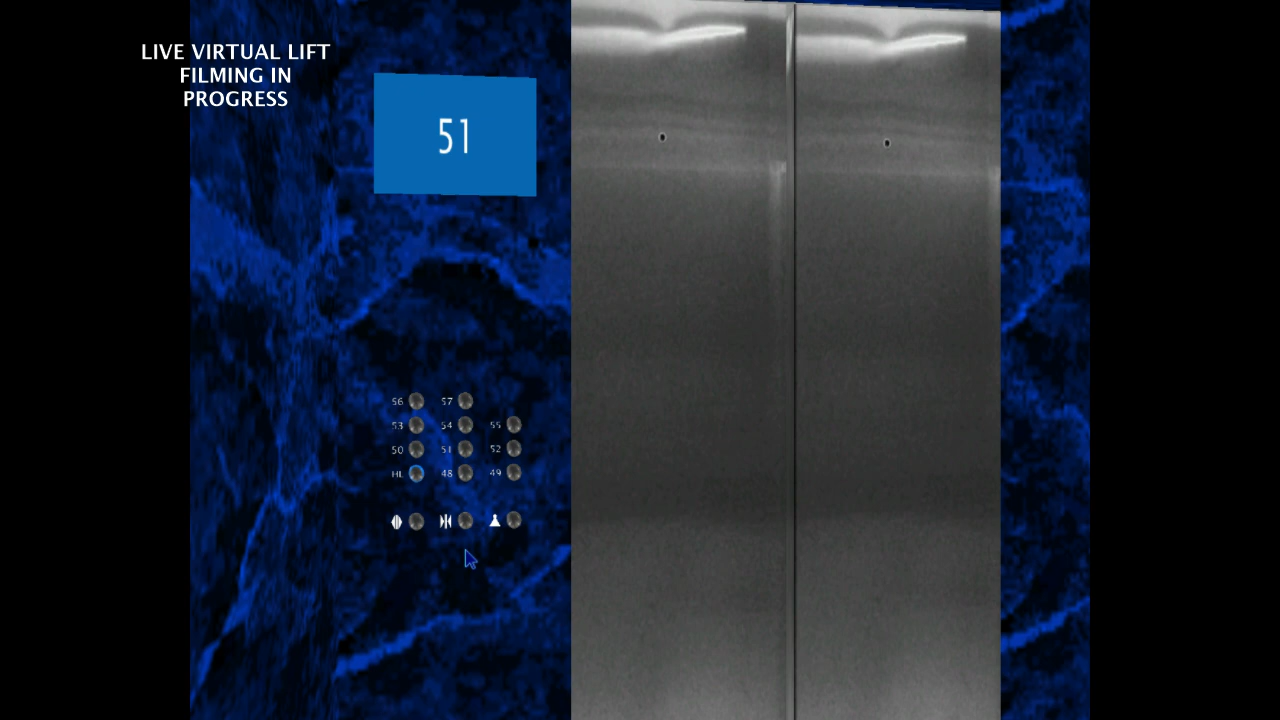 LIVE VIRTUAL LIFT
FILMING IN
PROGRESS
51
56 57
53 54 55
50 51 52
HL 48 49